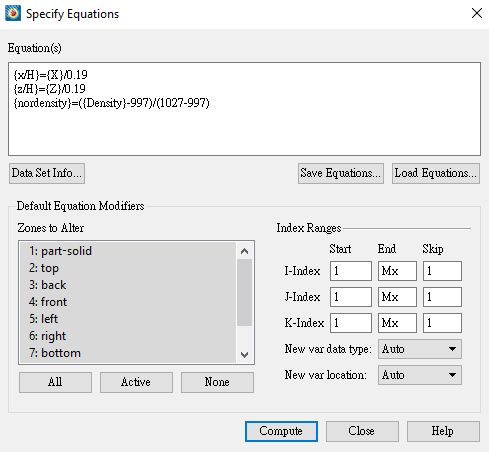 Specify Equations
Equation(s)
{x/H}={X}/0.19
{z/H}={Z}/0.19
{nordensity}=({Density}-997)/(1027-997)
Data Set Info...
Save Equations...
Load Equations...
Default Equation Modifiers
Zones to Alter
1: part-solid
2: top
3: back
4: front
5: left
6: right
7: bottom
All
Active
None
Index Ranges
Start End Skip
I-Index 1 Mx 1
J-Index 1 Mx 1
K-Index 1 Mx 1
New var data type: Auto
New var location: Auto
Compute
Close
Help